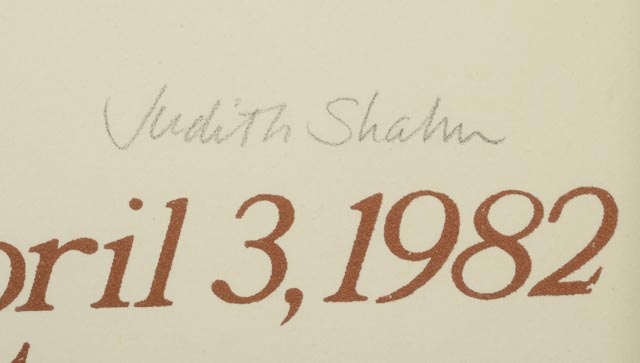 Judith Shahn
pril 3, 1982